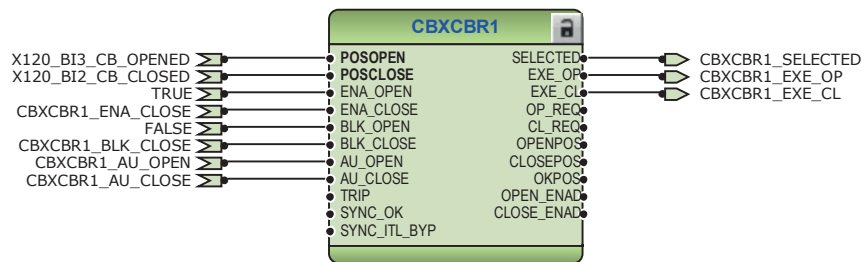 CBXCBR1
X120_BI3_CB_OPENED POSOPEN SELECTED CBXCBR1_SELECTED
X120_BI2_CB_CLOSED POSCLOSE EXE_OP CBXCBR1_EXE_OP
TRUE ENA_OPEN EXE_CL CBXCBR1_EXE_CL
CBXCBR1_ENA_CLOSE ENA_CLOSE OP_REQ
FALSE BLK_OPEN CL_REQ
CBXCBR1_BLK_CLOSE BLK_CLOSE OPENPOS
CBXCBR1_AU_OPEN AU_OPEN CLOSEPOS
CBXCBR1_AU_CLOSE AU_CLOSE OKPOS
TRIP OPEN_ENAD
SYNC_OK CLOSE_ENAD
SYNC_ITL_BYP